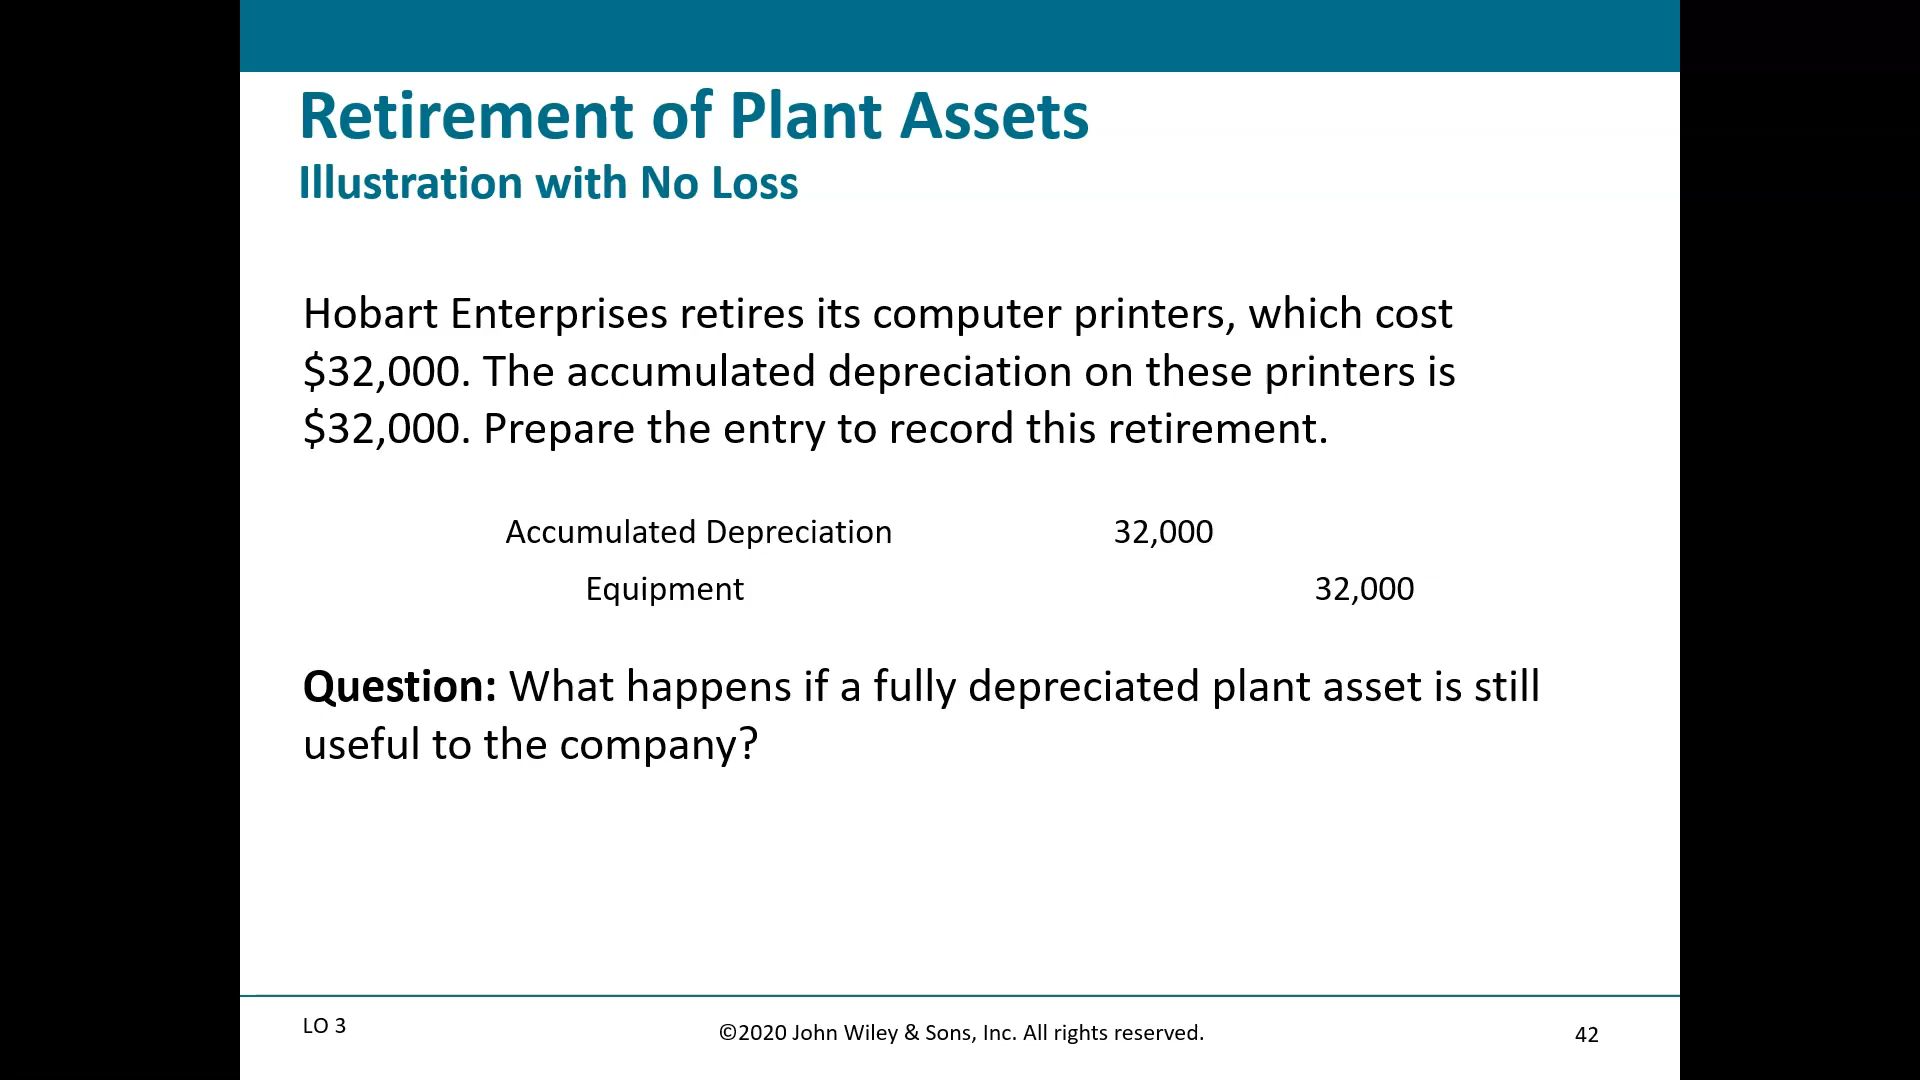 Retirement of Plant Assets
Illustration with No Loss
Hobart Enterprises retires its computer printers, which cost
$32,000. The accumulated depreciation on these printers is
$32,000. Prepare the entry to record this retirement.
Accumulated Depreciation 32,000
Equipment 32,000
Question: What happens if a fully depreciated plant asset is still
useful to the company?
LO 3
©2020 John Wiley & Sons, Inc. All rights reserved.
42